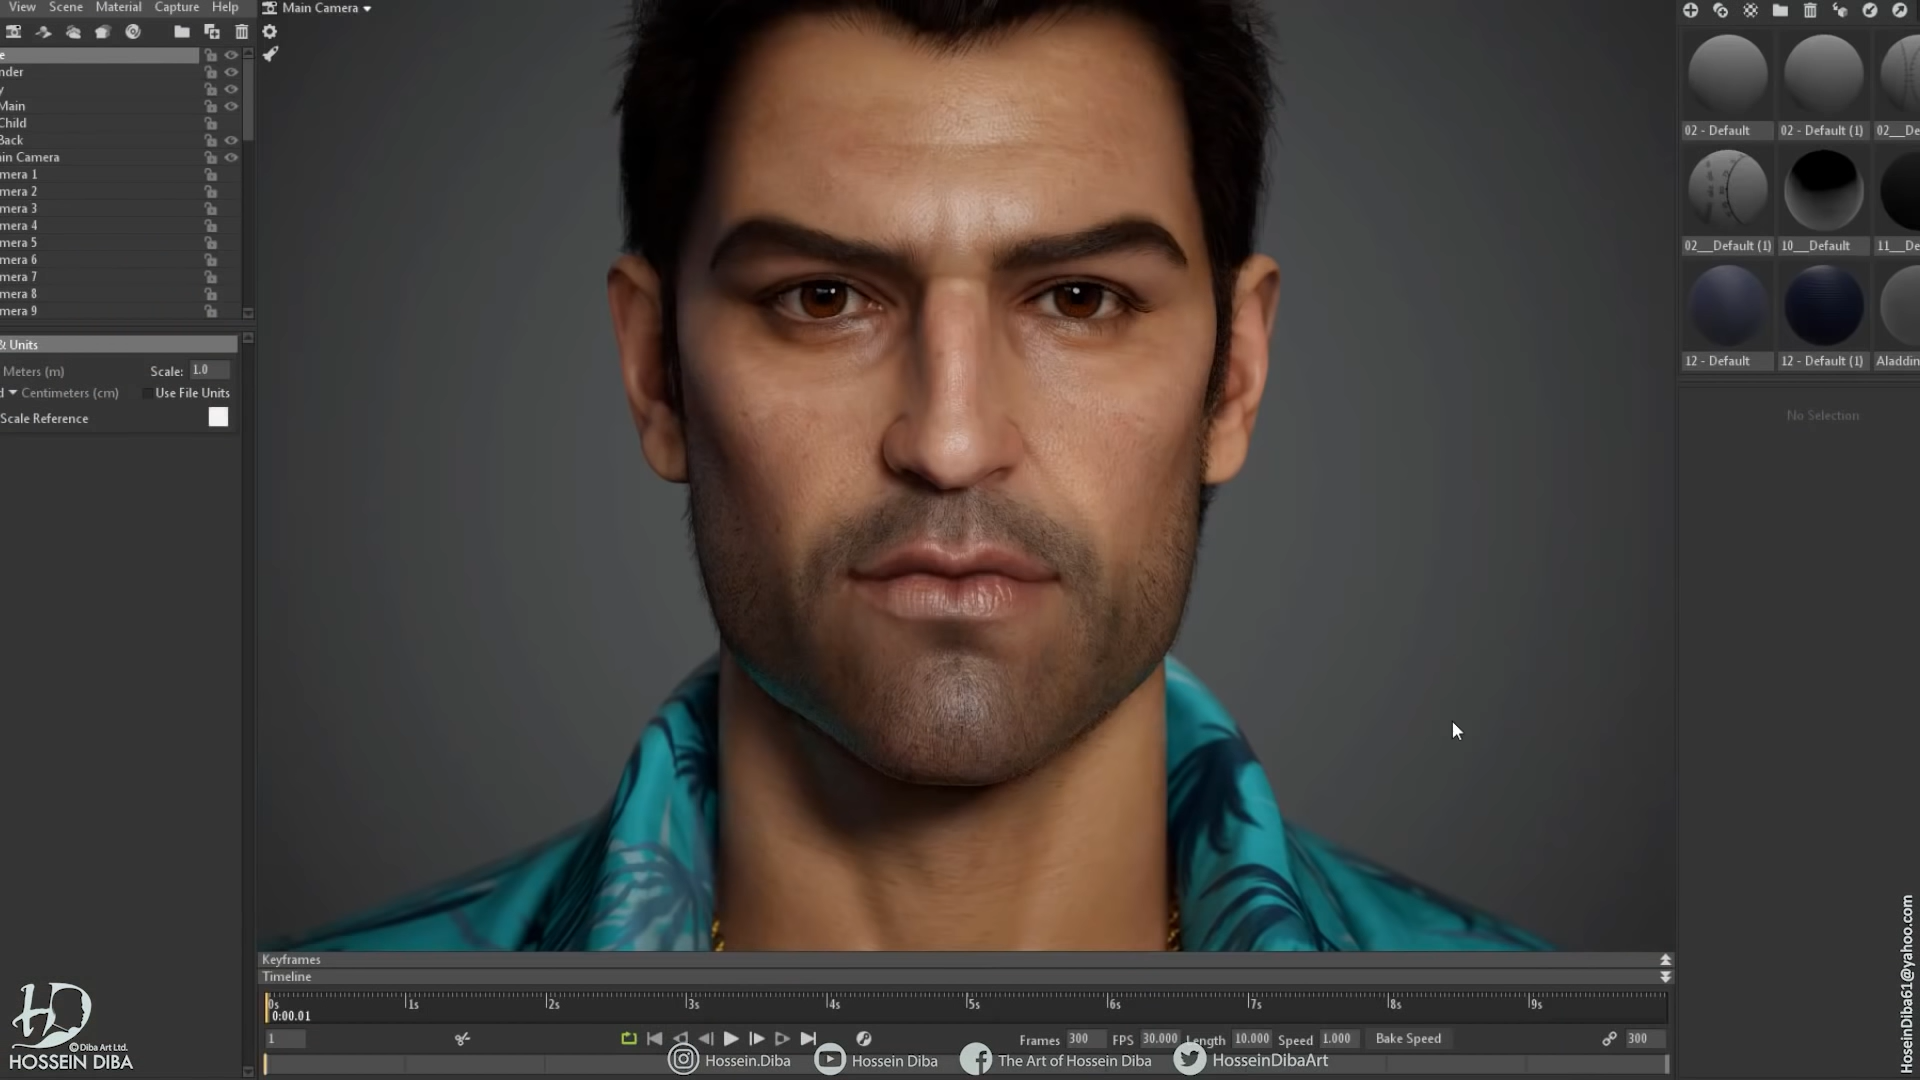 View Scene Material Capture Help
Main Camera
e
nder
y
Main
Child
Back
in Camera
mera 1
mera 2
mera 3
mera 4
mera 5
mera 6
mera 7
mera 8
mera 9
& Units
Meters (m) Scale: 1.0
d Centimeters (cm) Use File Units
Scale Reference
02 - Default 02 - Default (1) 02__De
02__Default (1) 10__Default 11__De
12 - Default 12 - Default (1) Aladdin
No Selection
Keyframes
Timeline
0s 1s 2s 3s 4s 5s 6s 7s 8s 9s
0:00.01
1 Frames 300 FPS 30.000 Length 10.000 Speed 1.000 Bake Speed 300
HD
©Diba Art Ltd.
HOSSEIN DIBA
Hossein.Diba Hossein Diba The Art of Hossein Diba HosseinDibaArt
HoseinDiba61@yahoo.com